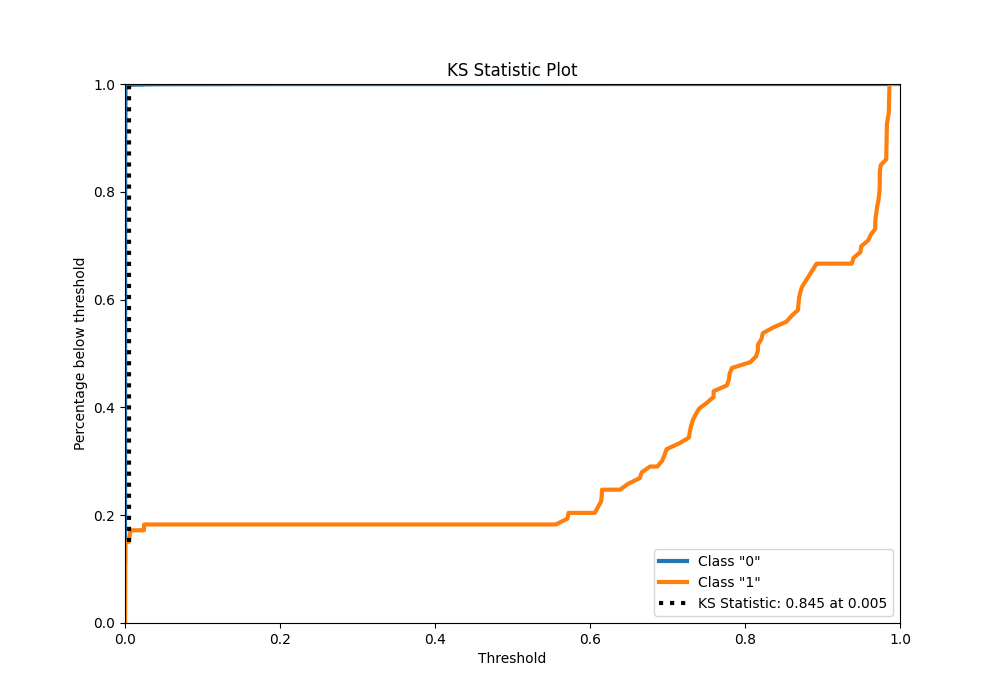 KS Statistic Plot
1.0
0.8
0.6
0.4
0.2
0.0
Percentage below threshold
0.0 0.2 0.4 0.6 0.8 1.0
Threshold
Class "0"
Class "1"
KS Statistic: 0.845 at 0.005